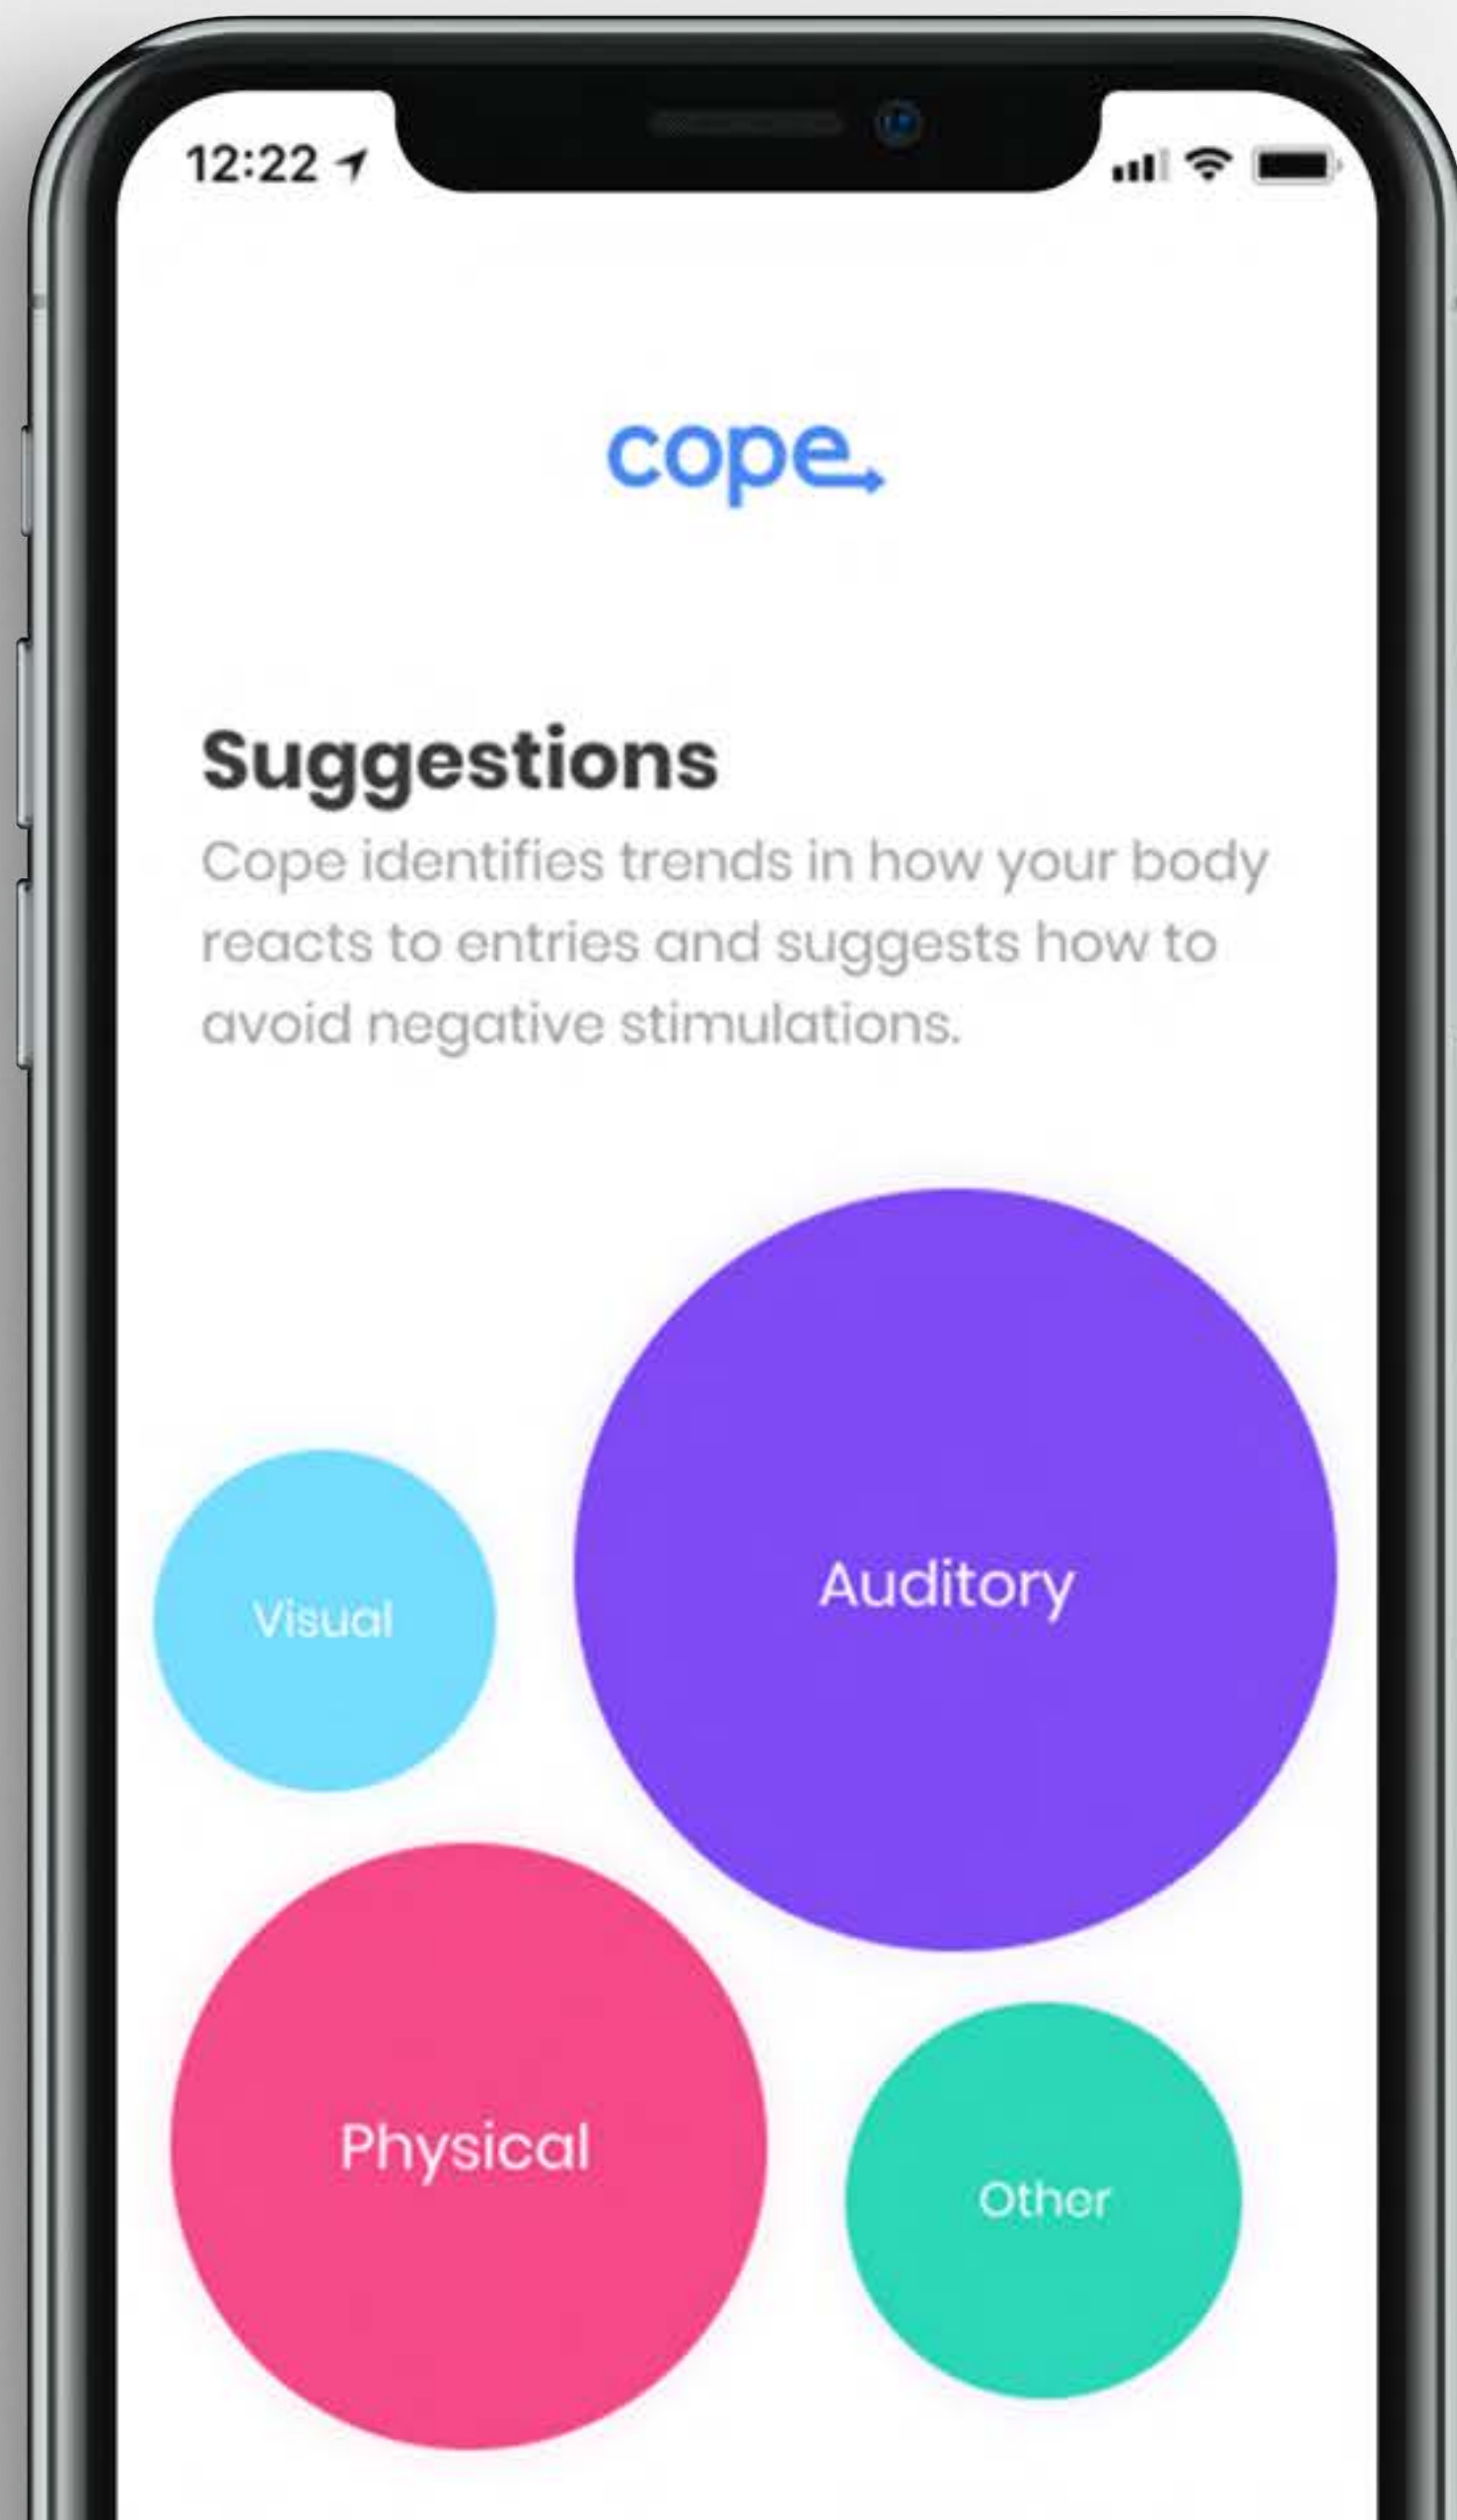 12:22
cope
Suggestions
Cope identifies trends in how your body
reacts to entries and suggests how to
avoid negative stimulations.
Auditory
Visual
Physical
Other